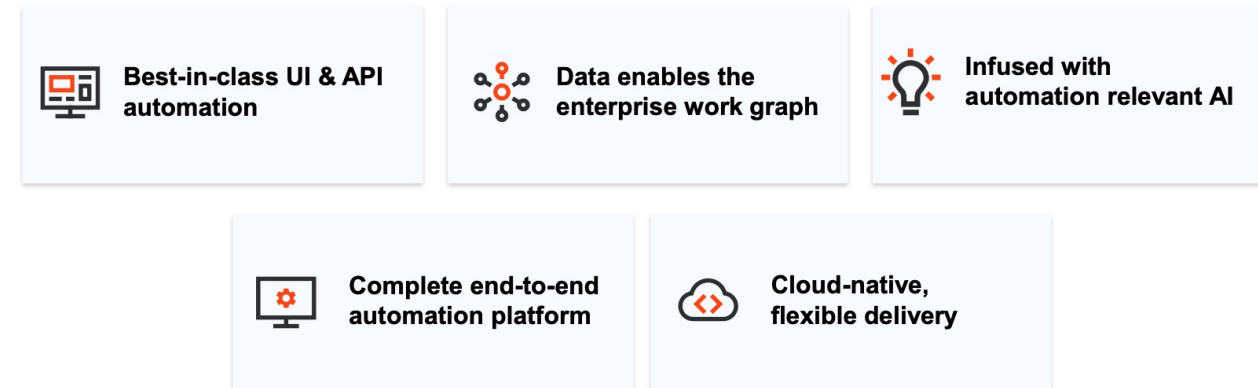 Best-in-class UI & API
automation
Data enables the
enterprise work graph
Infused with
automation relevant AI
Complete end-to-end
automation platform
Cloud-native,
flexible delivery